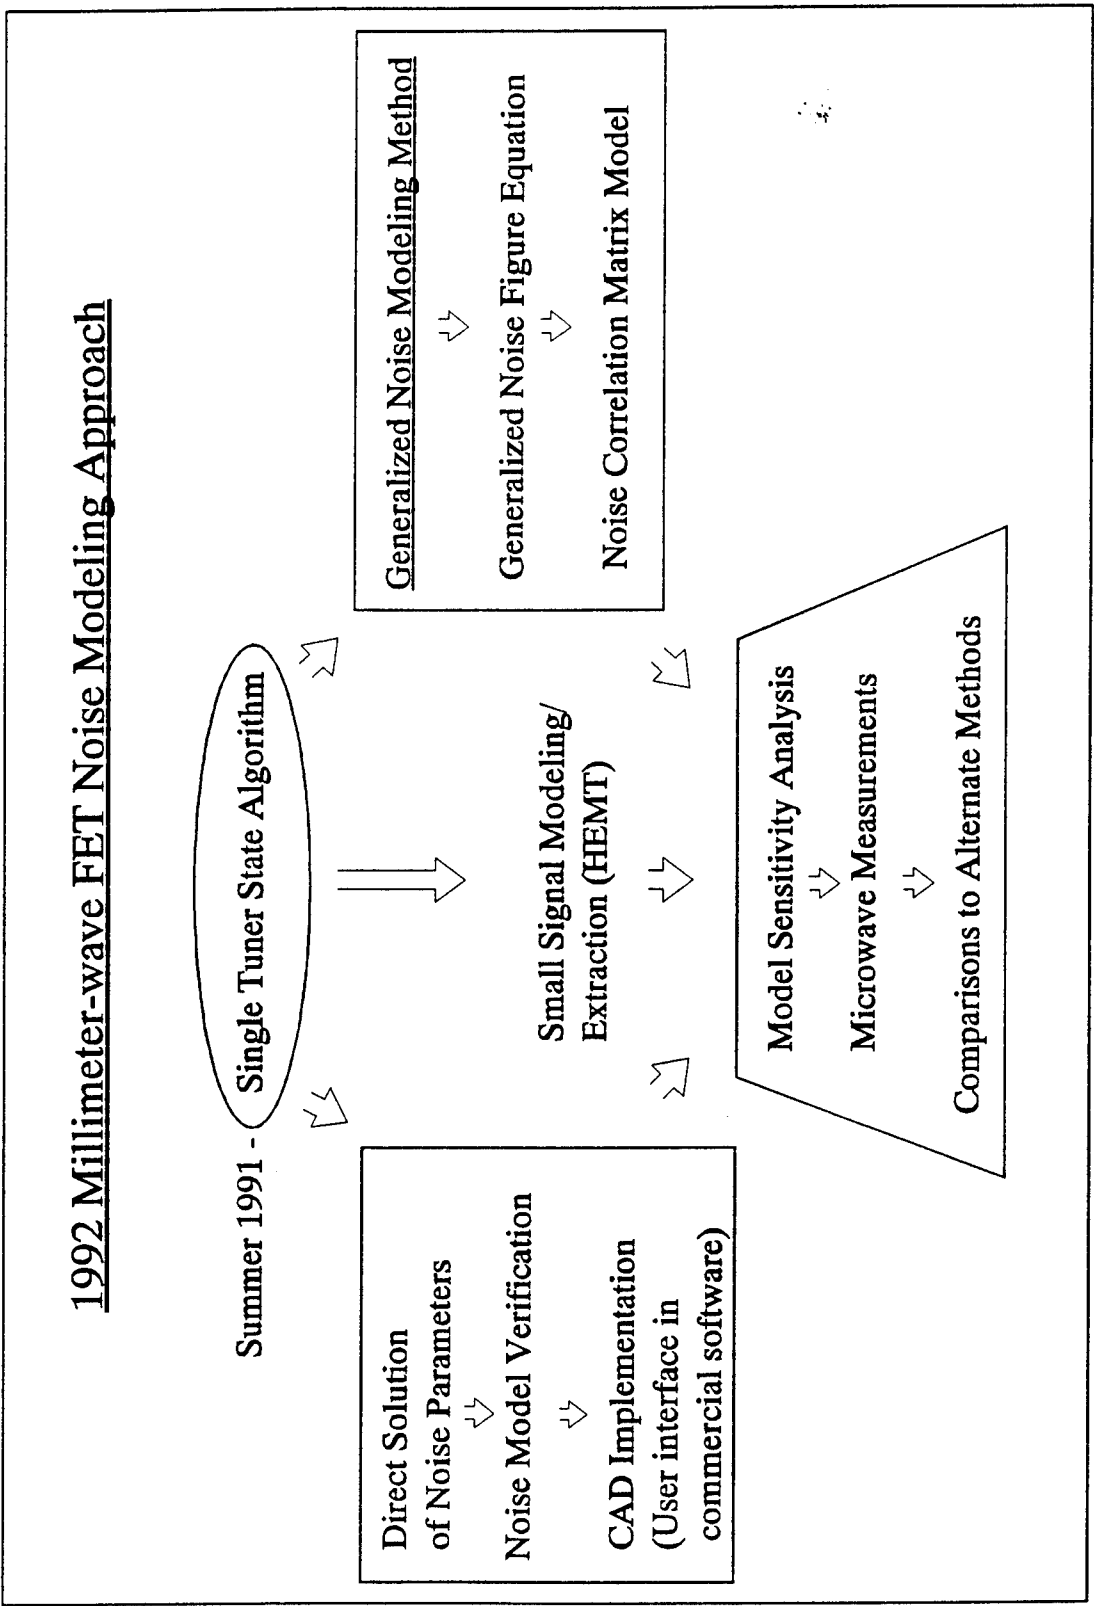 1992 Millimeter-wave FET Noise Modeling Approach
Summer 1991 - Single Tuner State Algorithm
Direct Solution
of Noise Parameters
Noise Model Verification
CAD Implementation
(User interface in
commercial software)
Small Signal Modeling/
Extraction (HEMT)
Generalized Noise Modeling Method
Generalized Noise Figure Equation
Noise Correlation Matrix Model
Model Sensitivity Analysis
Microwave Measurements
Comparisons to Alternate Methods